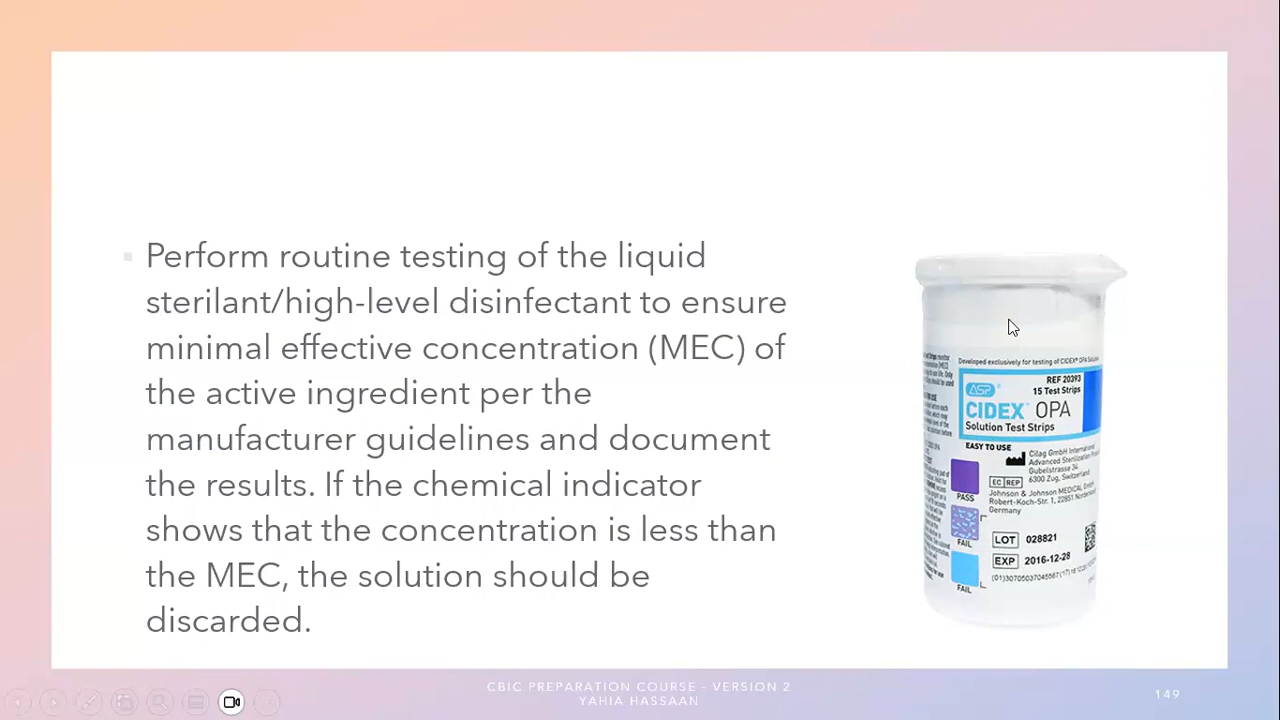 Perform routine testing of the liquid
sterilant/high-level disinfectant to ensure
minimal effective concentration (MEC) of
the active ingredient per the
manufacturer guidelines and document
the results. If the chemical indicator
shows that the concentration is less than
the MEC, the solution should be
discarded.
Developed exclusively for testing of CIDEX® OPA
REF 20393
ASP®
15 Test Strips
CIDEX™ OPA
Solution Test Strips
EASY TO USE
Cilag GmbH International
Advanced Sterilization
Gubelstrasse 34
6300 Zug, Switzerland
EC REP
Johnson & Johnson MEDICAL
Robert-Koch-Str. 1, 22851
Germany
PASS
FAIL
LOT 028821
EXP 2016-12-28
FAIL
CBIC PREPARATION COURSE - VERSION 2
YAHIA HASSAAN
149